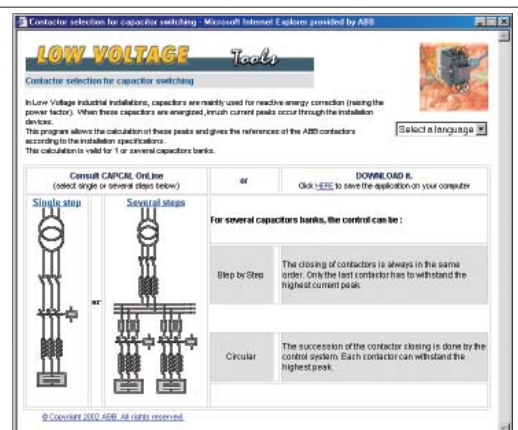 Contactor selection for capacitor switching - Microsoft Internet Explorer provided by ABB
LOW VOLTAGE Tools
Contactor selection for capacitor switching
In Low Voltage industrial installations, capacitors are mainly used for reactive energy correction (raising the
power factor). When these capacitors are energized, inrush current peaks occur through the installation
devices.
This program allows the calculation of these peaks and gives the references of the ABB contactors
according to the installation specifications.
This calculation is valid for 1 or several capacitors banks.
Select a language
Consult CAPCAL OnLine
(select single or several steps below)
or
DOWNLOAD it.
Click HERE to save the application on your computer
Single step
or
Several steps
For several capacitors banks, the control can be :
Step by Step
The closing of contactors is always in the same
order. Only the last contactor has to withstand the
highest current peak.
Circular
The succession of the contactor closing is done by the
control system. Each contactor can withstand the
highest peak.
© Copyright 2002 ABB. All rights reserved.